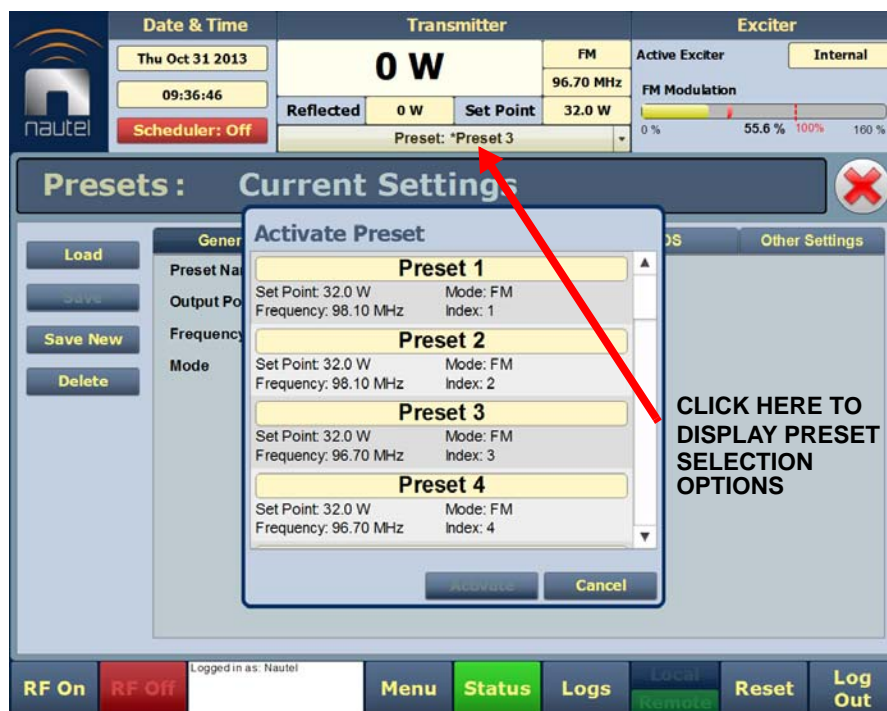 Date & Time
Transmitter
Exciter
nautel
Thu Oct 31 2013
09:36:46
Scheduler: Off
0 W
FM
96.70 MHz
Reflected
0 W
Set Point
32.0 W
Preset: *Preset 3
Active Exciter
Internal
FM Modulation
0 %
55.6 %
100%
160 %
Presets : Current Settings
Load
Save
Save New
Delete
Gener
DS
Other Settings
Preset Na
Output Po
Frequency
Mode
Activate Preset
Preset 1
Set Point: 32.0 W Mode: FM
Frequency: 98.10 MHz Index: 1
Preset 2
Set Point: 32.0 W Mode: FM
Frequency: 98.10 MHz Index: 2
Preset 3
Set Point: 32.0 W Mode: FM
Frequency: 96.70 MHz Index: 3
Preset 4
Set Point: 32.0 W Mode: FM
Frequency: 96.70 MHz Index: 4
Activate
Cancel
CLICK HERE TO
DISPLAY PRESET
SELECTION
OPTIONS
RF On
RF Off
Logged in as: Nautel
Menu
Status
Logs
Local
Remote
Reset
Log
Out